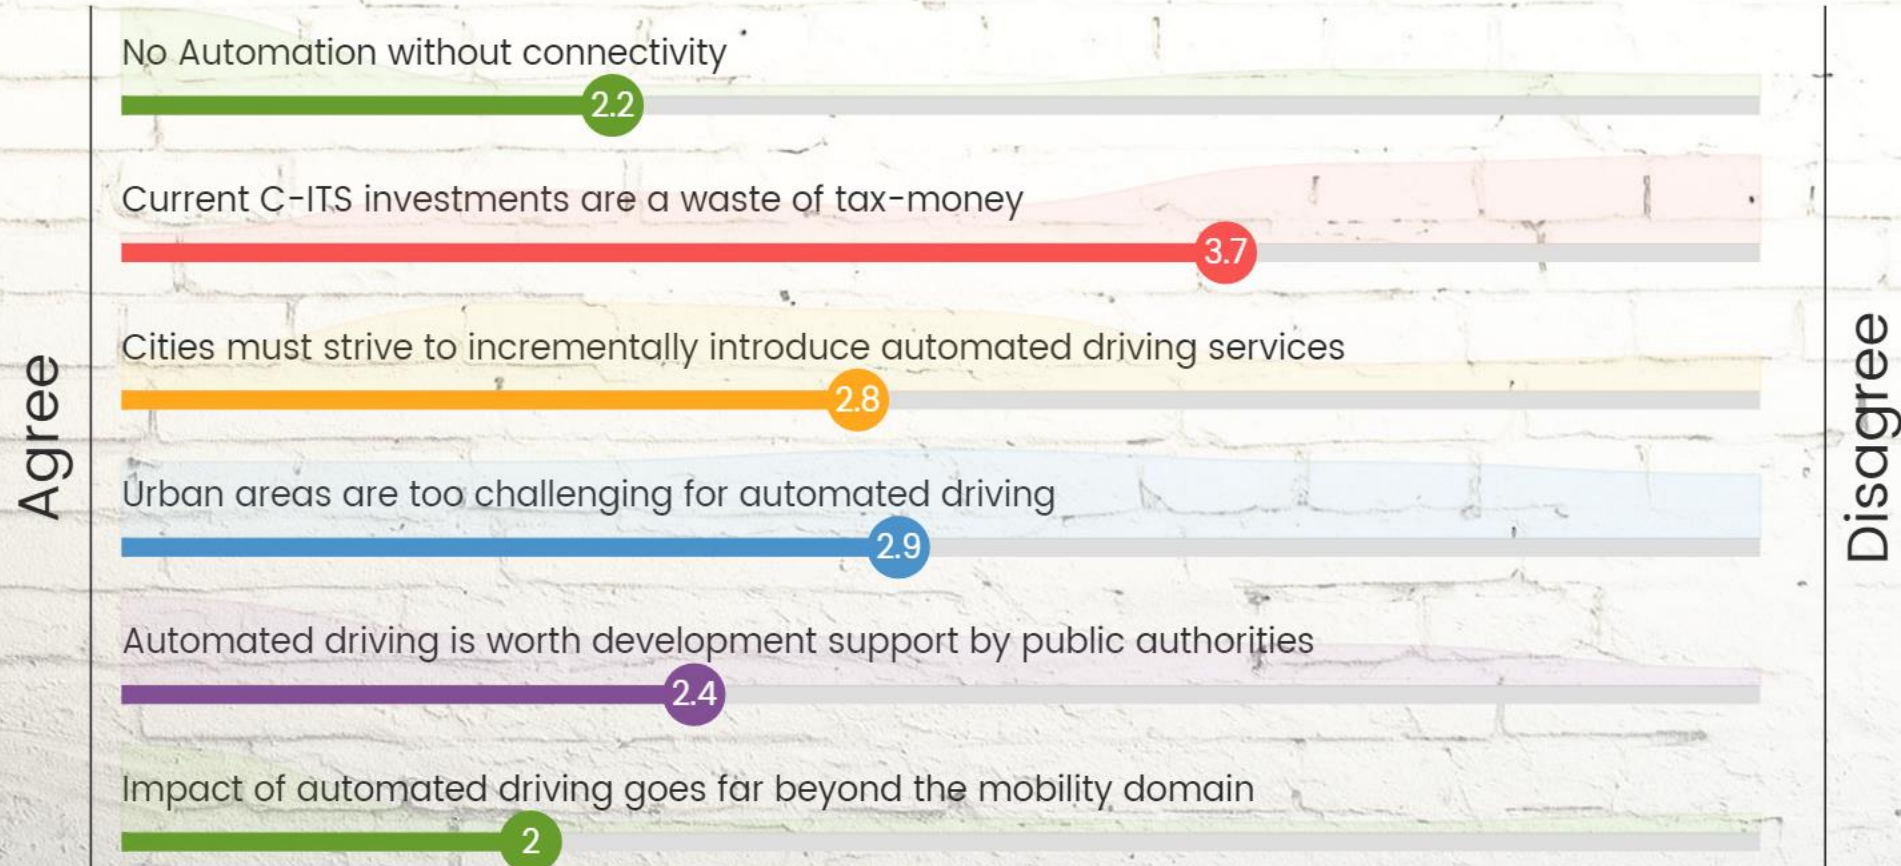 No Automation without connectivity
2.2
Current C-ITS investments are a waste of tax-money
3.7
Cities must strive to incrementally introduce automated driving services
2.8
Urban areas are too challenging for automated driving
2.9
Automated driving is worth development support by public authorities
2.4
Impact of automated driving goes far beyond the mobility domain
2
Agree
Disagree